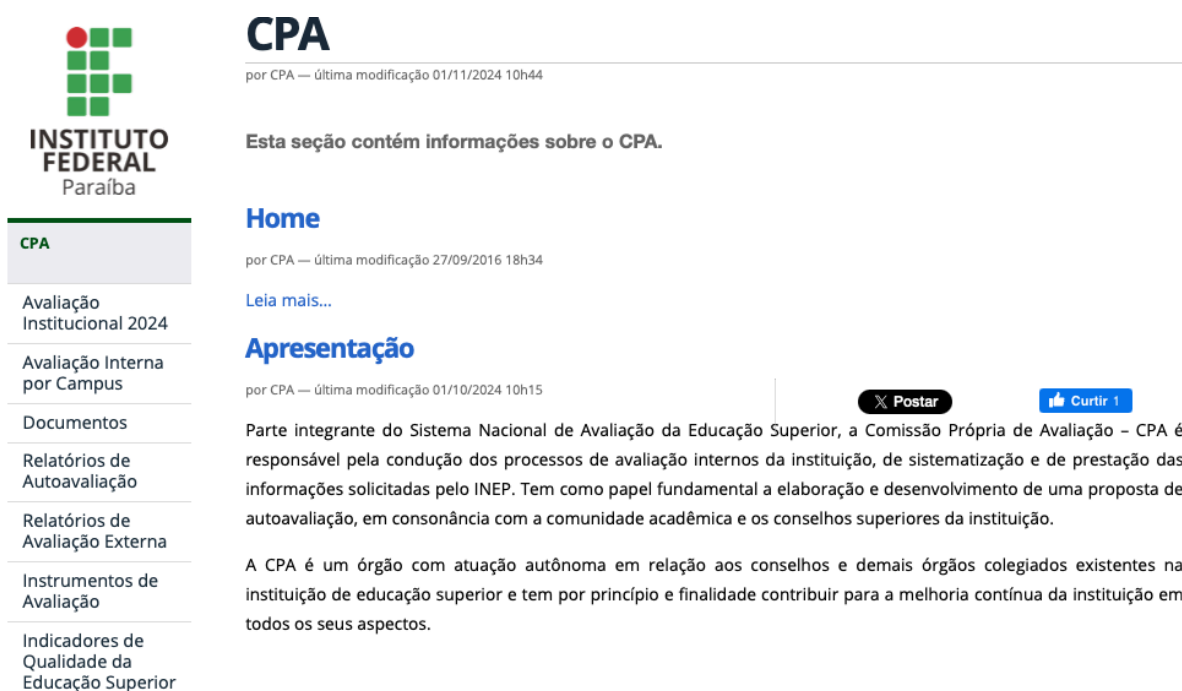 INSTITUTO
FEDERAL
Paraíba
CPA
Avaliação
Institucional 2024
Avaliação Interna
por Campus
Documentos
Relatórios de
Autoavaliação
Relatórios de
Avaliação Externa
Instrumentos de
Avaliação
Indicadores de
Qualidade da
Educação Superior
CPA
por CPA — última modificação 01/11/2024 10h44
Esta seção contém informações sobre o CPA.
Home
por CPA — última modificação 27/09/2016 18h34
Leia mais...
Apresentação
por CPA — última modificação 01/10/2024 10h15
X Postar
Curtir 1
Parte integrante do Sistema Nacional de Avaliação da Educação Superior, a Comissão Própria de Avaliação – CPA é
responsável pela condução dos processos de avaliação internos da instituição, de sistematização e de prestação das
informações solicitadas pelo INEP. Tem como papel fundamental a elaboração e desenvolvimento de uma proposta de
autoavaliação, em consonância com a comunidade acadêmica e os conselhos superiores da instituição.
A CPA é um órgão com atuação autônoma em relação aos conselhos e demais órgãos colegiados existentes na
instituição de educação superior e tem por princípio e finalidade contribuir para a melhoria contínua da instituição em
todos os seus aspectos.